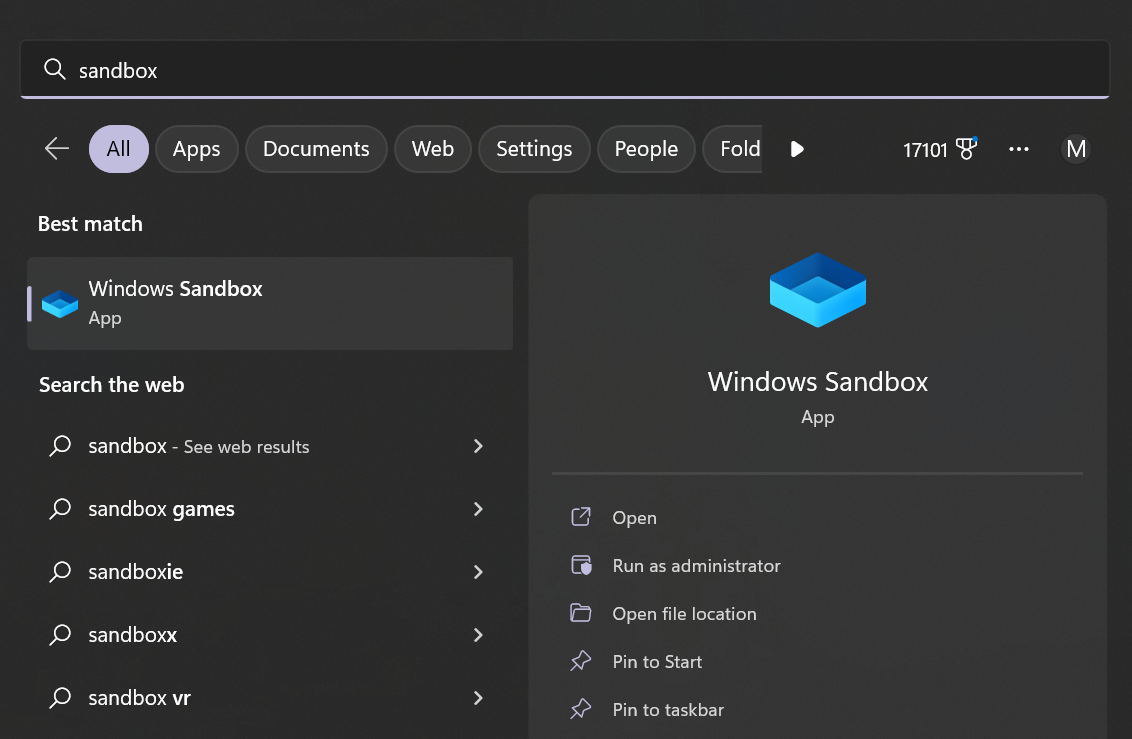 sandbox
All Apps Documents Web Settings People Fold 17101 M
Best match
Windows Sandbox
App
Search the web
sandbox - See web results
sandbox games
sandboxie
sandboxx
sandbox vr
Windows Sandbox
App
Open
Run as administrator
Open file location
Pin to Start
Pin to taskbar